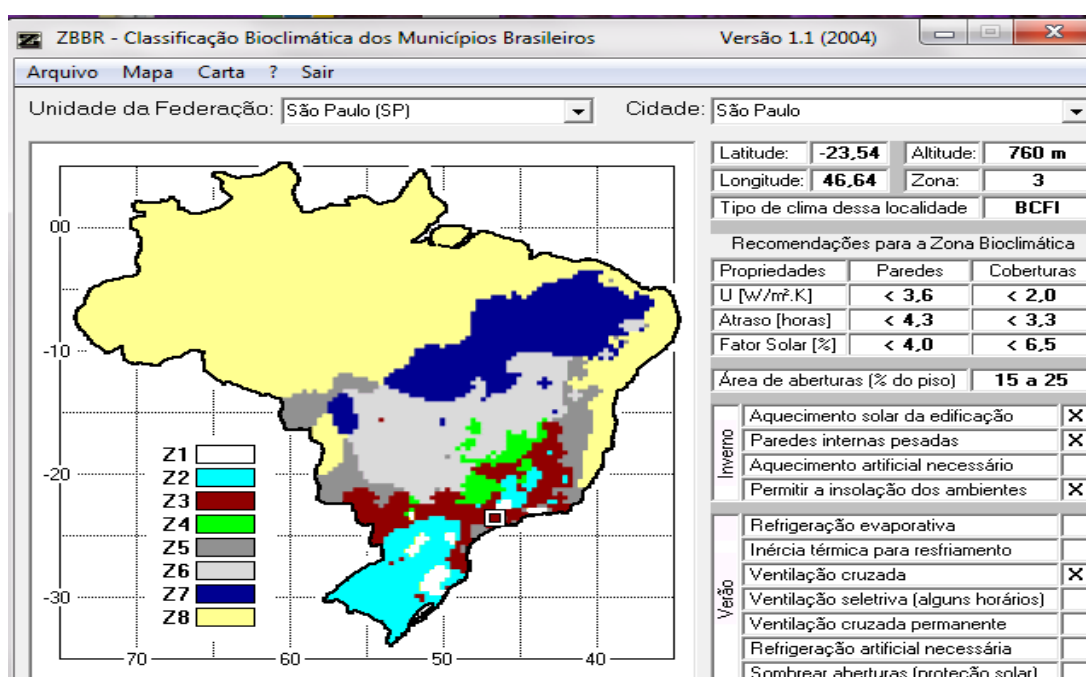 ZBBR - Classificação Bioclimática dos Municípios Brasileiros Versão 1.1 (2004)
Arquivo Mapa Carta ? Sair
Unidade da Federação: São Paulo (SP) Cidade: São Paulo
Latitude: -23,54 Altitude: 760 m
Longitude: 46,64 Zona: 3
Tipo de clima dessa localidade BCFI
Recomendações para a Zona Bioclimática
Propriedades Paredes Coberturas
U [W/m².K] < 3,6 < 2,0
Atraso [horas] < 4,3 < 3,3
Fator Solar [%] < 4,0 < 6,5
Área de aberturas (% do piso) 15 a 25
Inverno
Aquecimento solar da edificação X
Paredes internas pesadas X
Aquecimento artificial necessário
Permitir a insolação dos ambientes X
Verão
Refrigeração evaporativa
Inércia térmica para resfriamento
Ventilação cruzada X
Ventilação seletriva (alguns horários)
Ventilação cruzada permanente
Refrigeração artificial necessária
Sombrear aberturas (proteção solar)
00
-10
-20
-30
Z1
Z2
Z3
Z4
Z5
Z6
Z7
Z8
70 60 50 40